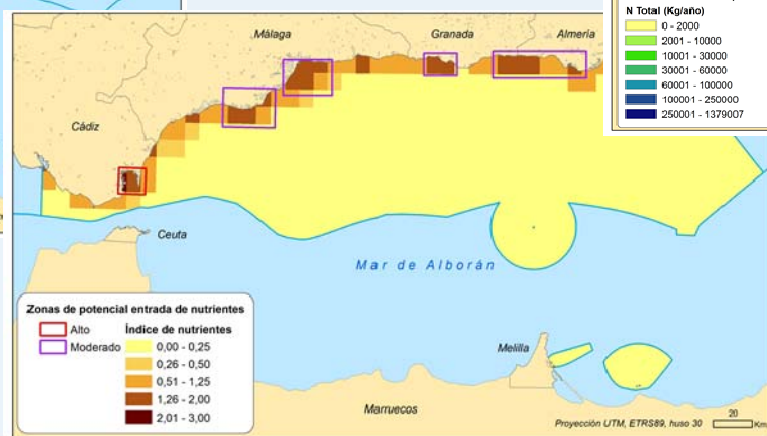 N Total (Kg/año)
0 - 2000
2001 - 10000
10001 - 30000
30001 - 60000
60001 - 100000
100001 - 250000
250001 - 1379007
Málaga
Granada
Almería
Cádiz
Ceuta
Mar de Alborán
Zonas de potencial entrada de nutrientes
Alto
Moderado
Índice de nutrientes
0,00 - 0,25
0,26 - 0,50
0,51 - 1,25
1,26 - 2,00
2,01 - 3,00
Melilla
Marruecos
Proyección UTM, ETRS89, huso 30
20
Km